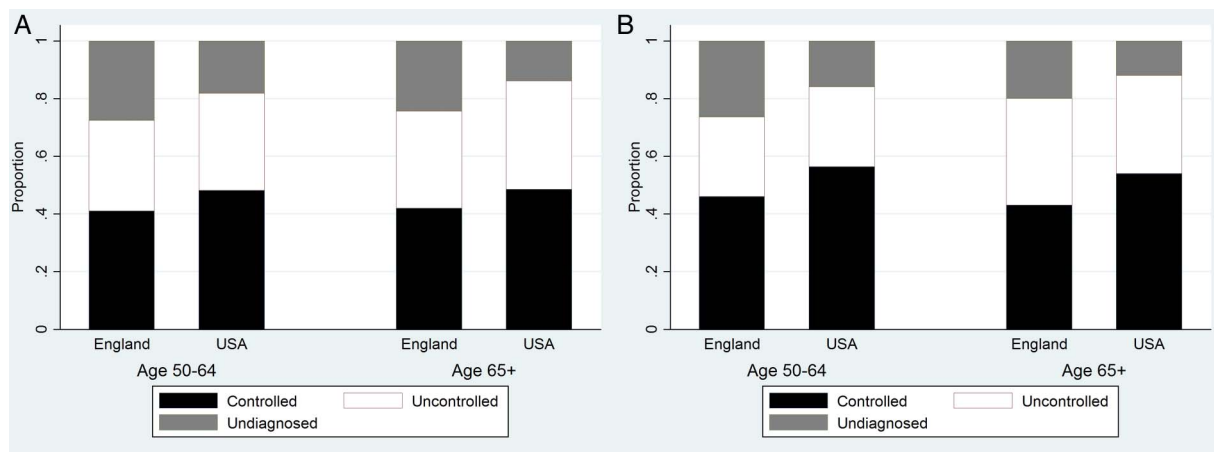 A
1
.8
.6
.4
.2
0
Proportion
England USA England USA
Age 50-64 Age 65+
Controlled Uncontrolled
Undiagnosed
B
1
.8
.6
.4
.2
0
Proportion
England USA England USA
Age 50-64 Age 65+
Controlled Uncontrolled
Undiagnosed